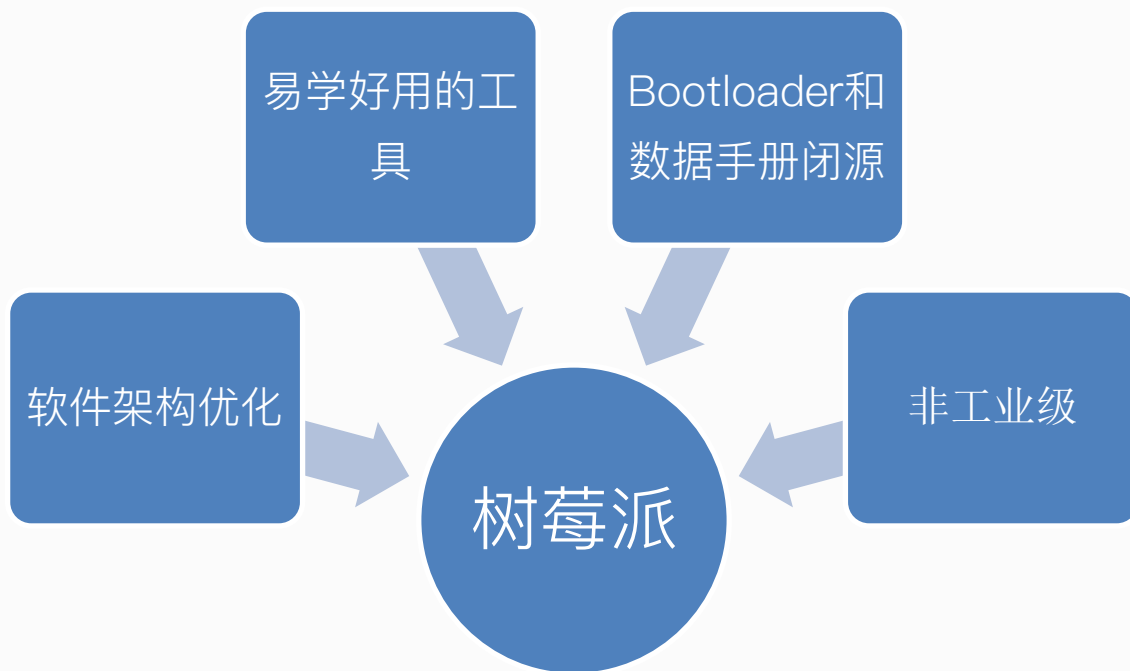 易学好用的工
具
Bootloader和
数据手册闭源
软件架构优化
非工业级
树莓派